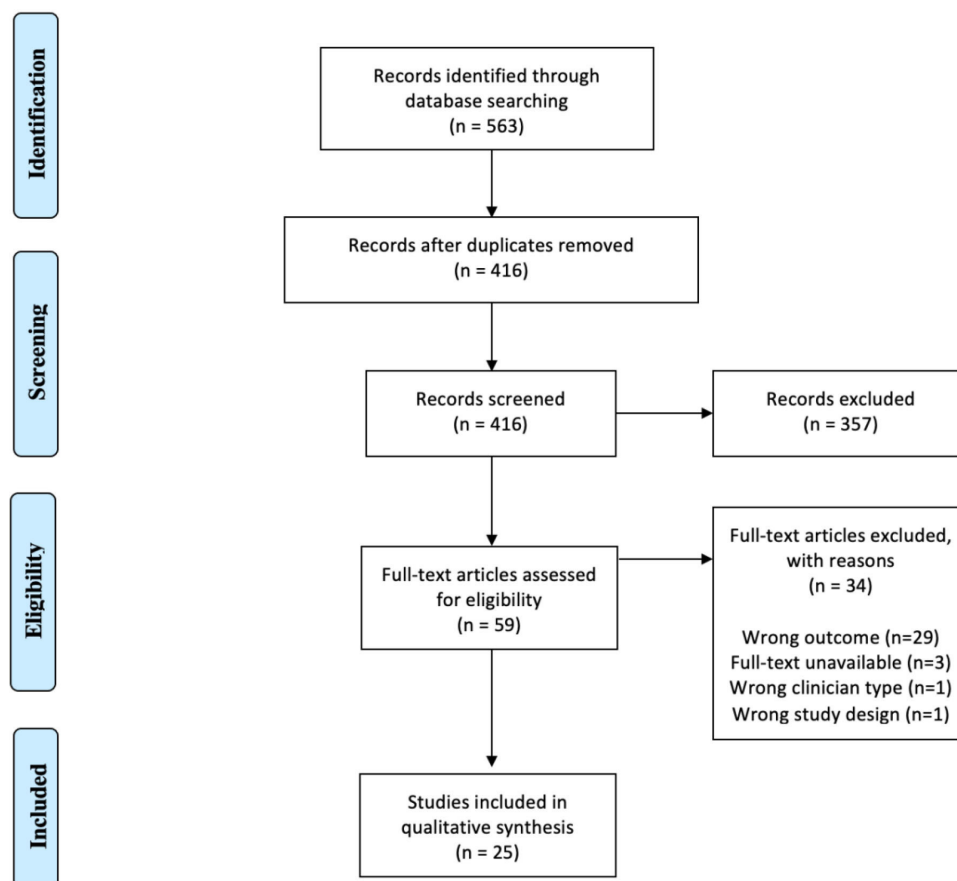 Identification
Records identified through
database searching
(n = 563)
Records after duplicates removed
(n = 416)
Screening
Records screened
(n = 416)
Records excluded
(n = 357)
Eligibility
Full-text articles assessed
for eligibility
(n = 59)
Full-text articles excluded,
with reasons
(n = 34)
Wrong outcome (n=29)
Full-text unavailable (n=3)
Wrong clinician type (n=1)
Wrong study design (n=1)
Included
Studies included in
qualitative synthesis
(n = 25)